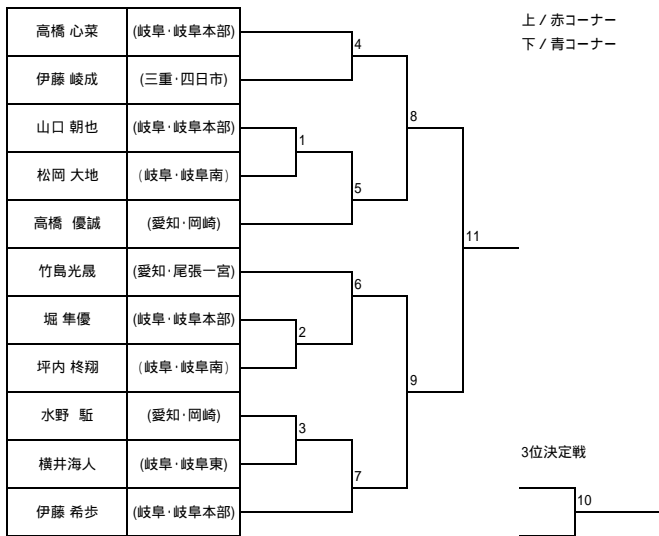 高橋 心菜 (岐阜・岐阜本部)
伊藤 崚成 (三重・四日市)
山口 朝也 (岐阜・岐阜本部)
松岡 大地 (岐阜・岐阜南)
高橋 優誠 (愛知・岡崎)
竹島光晟 (愛知・尾張一宮)
堀 隼優 (岐阜・岐阜本部)
坪内 柊翔 (岐阜・岐阜南)
水野 駈 (愛知・岡崎)
横井海人 (岐阜・岐阜東)
伊藤 希歩 (岐阜・岐阜本部)
1
2
3
4
5
6
7
8
9
11
上 / 赤コーナー
下 / 青コーナー
3位決定戦
10